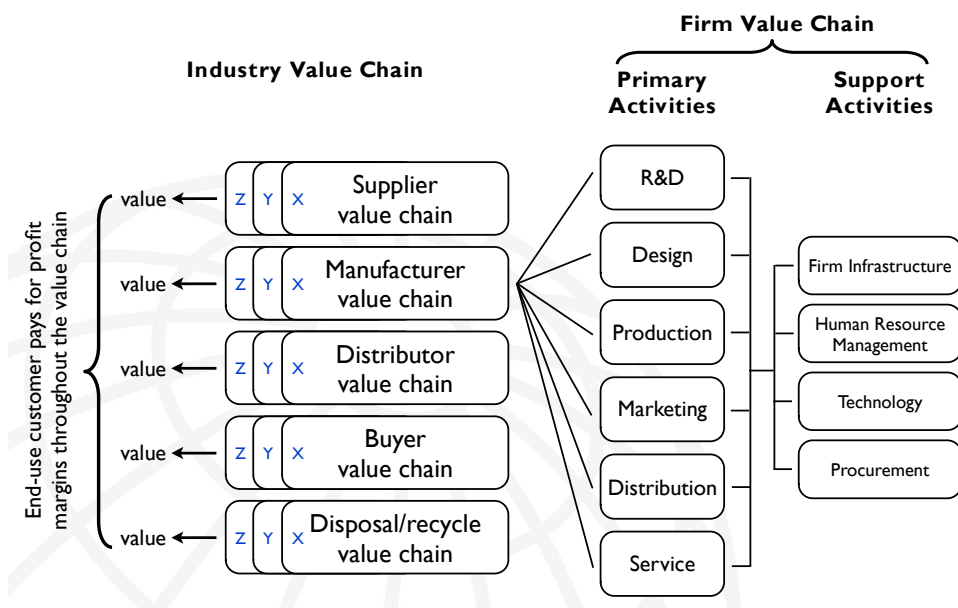 Firm Value Chain
Industry Value Chain
Primary
Activities
Support
Activities
End-use customer pays for profit
margins throughout the value chain
value
Z Y X
Supplier
value chain
value
Z Y X
Manufacturer
value chain
value
Z Y X
Distributor
value chain
value
Z Y X
Buyer
value chain
value
Z Y X
Disposal/recycle
value chain
R&D
Design
Production
Marketing
Distribution
Service
Firm Infrastructure
Human Resource
Management
Technology
Procurement